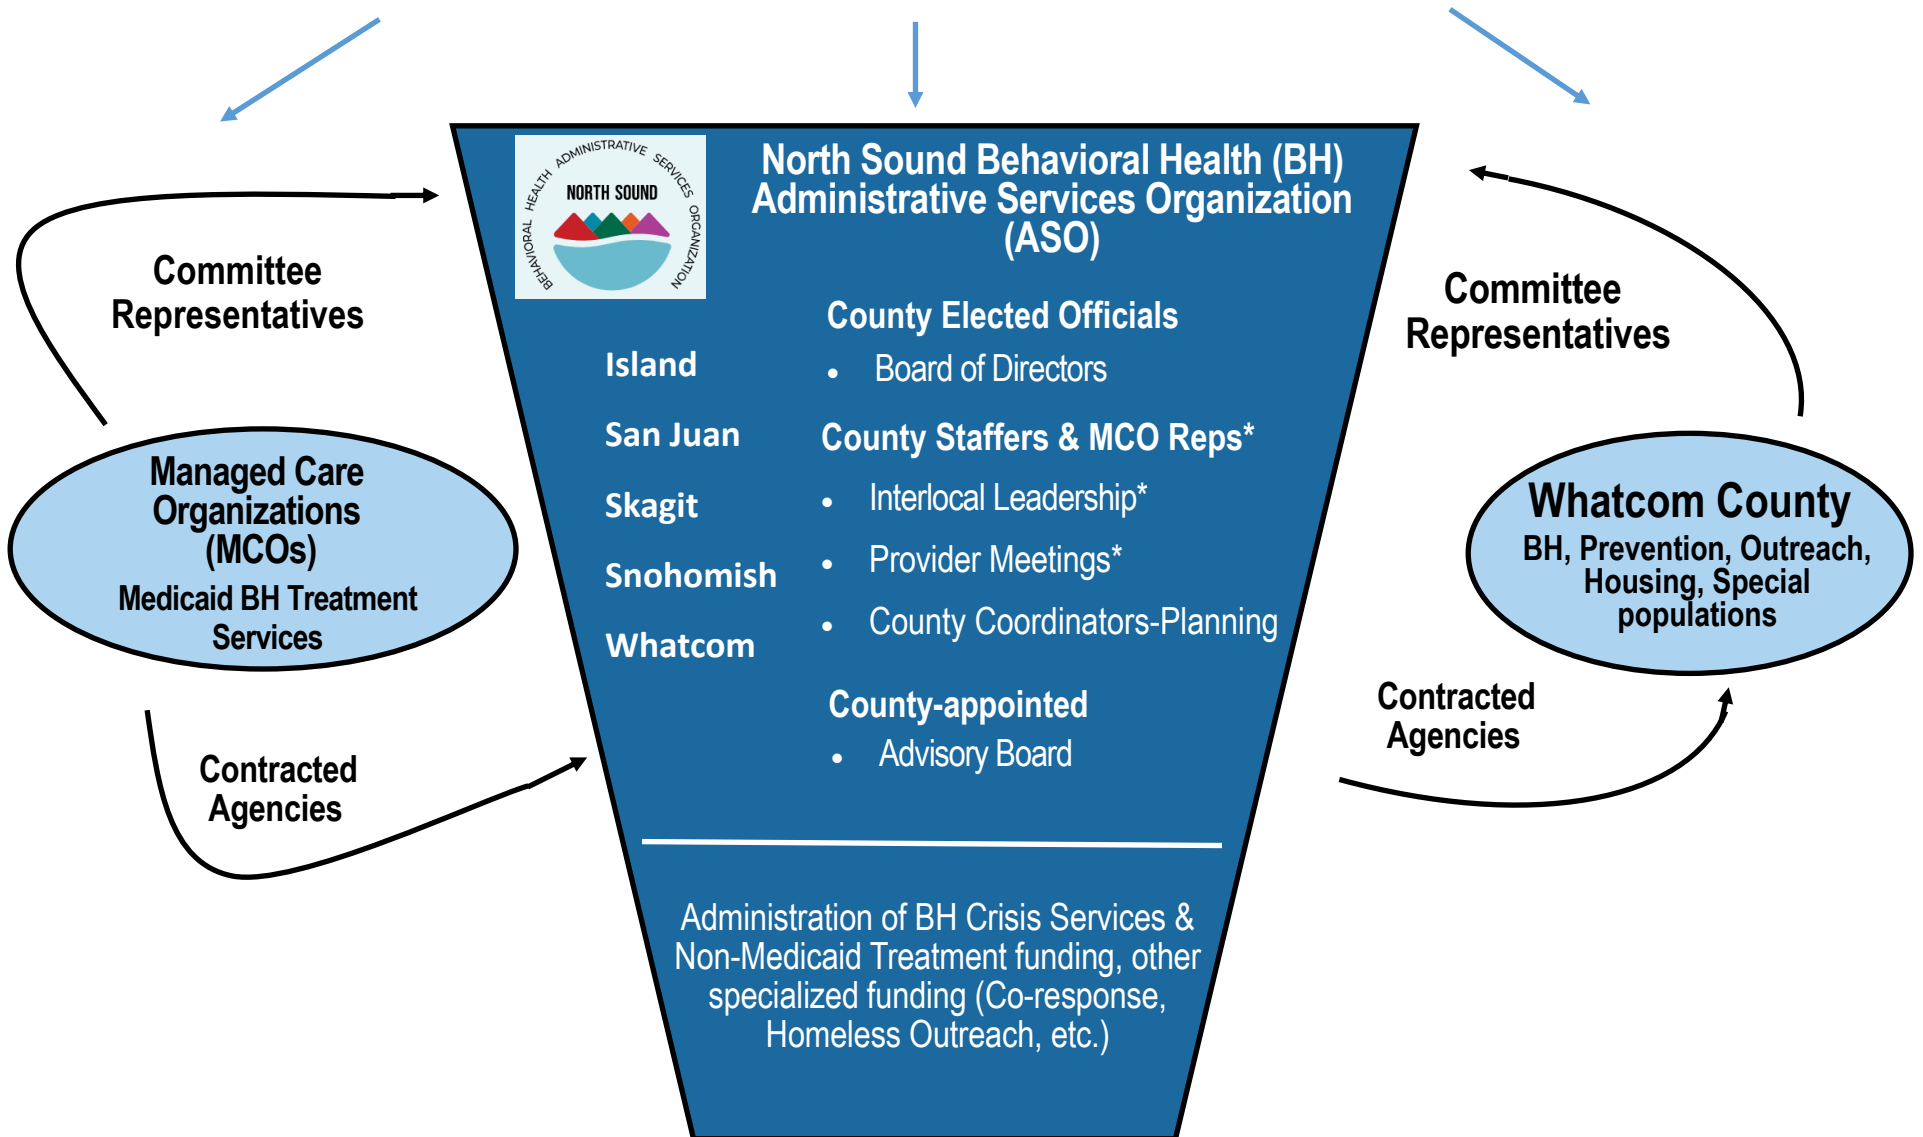 BEHAVIORAL HEALTH ADMINISTRATIVE SERVICES ORGANIZATION
NORTH SOUND
North Sound Behavioral Health (BH)
Administrative Services Organization
(ASO)
Committee
Representatives
Managed Care
Organizations
(MCOs)
Medicaid BH Treatment
Services
Contracted
Agencies
Island
San Juan
Skagit
Snohomish
Whatcom
County Elected Officials
• Board of Directors
County Staffers & MCO Reps*
• Interlocal Leadership*
• Provider Meetings*
• County Coordinators-Planning
County-appointed
• Advisory Board
Administration of BH Crisis Services &
Non-Medicaid Treatment funding, other
specialized funding (Co-response,
Homeless Outreach, etc.)
Committee
Representatives
Whatcom County
BH, Prevention, Outreach,
Housing, Special
populations
Contracted
Agencies